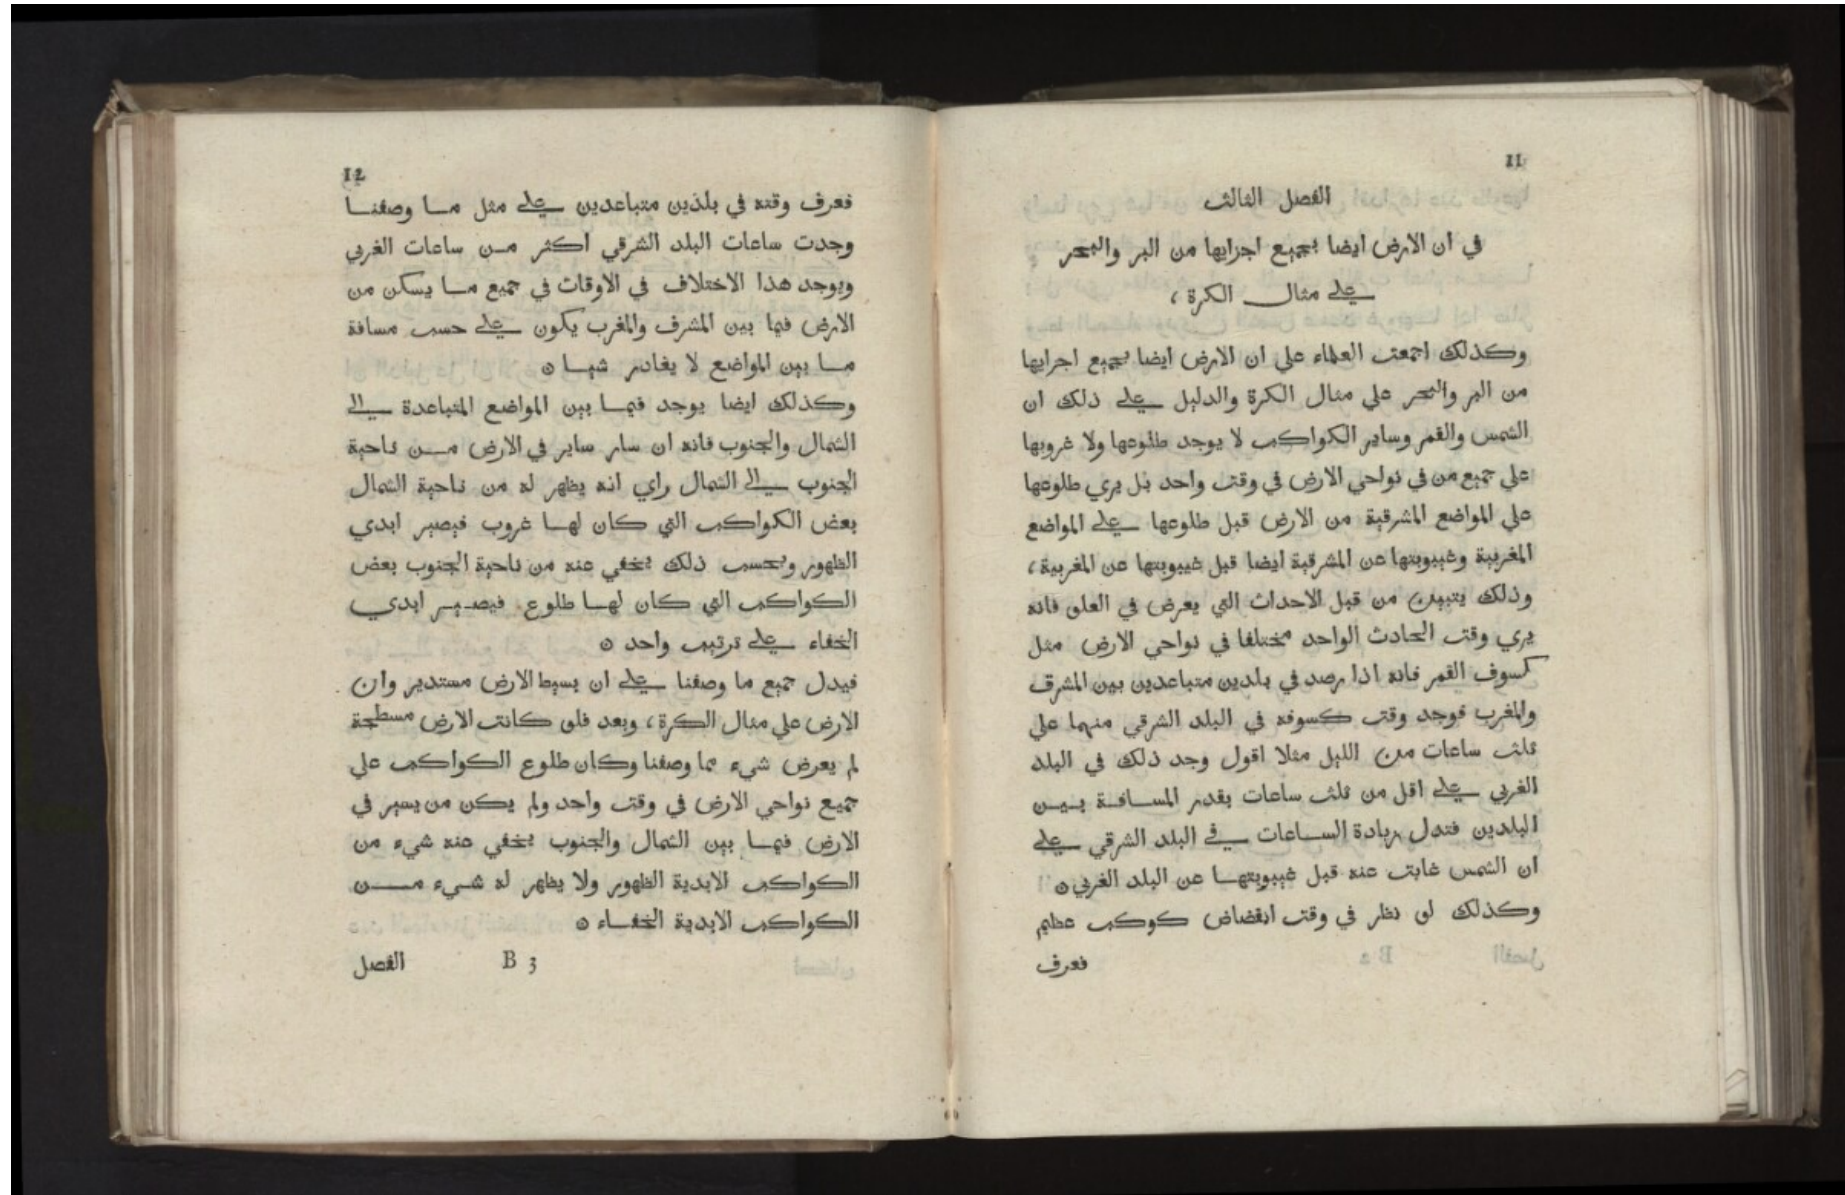 11
الفصل الثالث
في ان الارض ايضا بجميع اجزايها من البر والبحر
علي مثال الكرة ،
وكذلك اجمعت العلماء علي ان الارض ايضا بجميع اجزايها
من البر والبحر علي مثال الكرة والدليل علي ذلك ان
الشمس والقمر وساير الكواكب لا يوجد طلوعها ولا غروبها
علي جميع من في نواحي الارض في وقت واحد بل يري طلوعها
علي المواضع المشرقية من الارض قبل طلوعها علي المواضع
المغربية وغيبوبتها عن المشرقية ايضا قبل غيبوبتها عن المغربية ،
وذلك يتبين من قبل الاحداث التي يعرض في العلو فانه
يري وقت الحادث الواحد مختلفا في نواحي الارض مثل
كسوف القمر فانه اذا رصد في بلدين متباعدين بين المشرق
والمغرب فوجد وقت كسوفه في البلد الشرقي منهما علي
ثلث ساعات من الليل مثلا اقول وجد ذلك في البلد
الغربي علي اقل من ثلث ساعات بقدر المسافة بين
البلدين فتدل زيادة الساعات في البلد الشرقي علي
ان الشمس غابت عنه قبل غيبوبتها عن البلد الغربي ه
وكذلك لو نظر في وقت انقضاض كوكب عظيم
فعرف
12
فعرف وقته في بلدين متباعدين علي مثل ما وصفنا
وجدت ساعات البلد الشرقي اكثر من ساعات الغربي
ويوجد هذا الاختلاف في الاوقات في جميع ما يسكن من
الارض فيما بين المشرف والمغرب يكون علي حسب مسافة
ما بين المواضع لا يغادر شيا ه
وكذلك ايضا يوجد فيما بين المواضع المتباعدة الي
الشمال والجنوب فانه ان سار ساير في الارض من ناحية
الجنوب الي الشمال راي انه يظهر له من ناحية الشمال
بعض الكواكب التي كان لها غروب فيصير ابدي
الظهور وبحسب ذلك يخفي عنه من ناحية الجنوب بعض
الكواكب التي كان لها طلوع فيصير ابدي
الخفاء علي ترتيب واحد ه
فيدل جميع ما وصفنا علي ان بسيط الارض مستدير وان
الارض علي مثال الكرة ، وبعد فلو كانت الارض مسطحة
لم يعرض شيء مما وصفنا وكان طلوع الكواكب علي
جميع نواحي الارض في وقت واحد ولم يكن من يسير في
الارض فيما بين الشمال والجنوب يخفي عنه شيء من
الكواكب الابدية الظهور ولا يظهر له شيء من
الكواكب الابدية الخفاء ه
B 3 الفصل